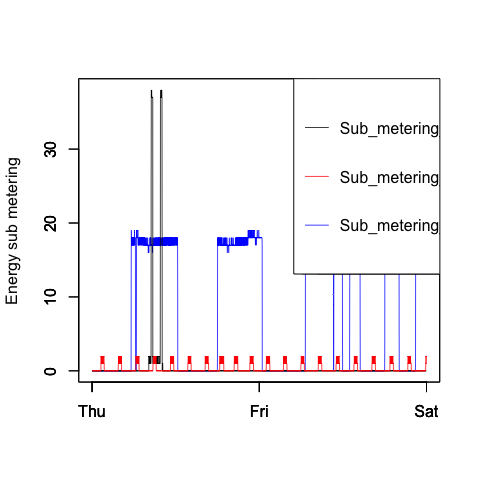 Energy sub metering
30
20
10
0
Sub_metering
Sub_metering
Sub_metering
Thu Fri Sat